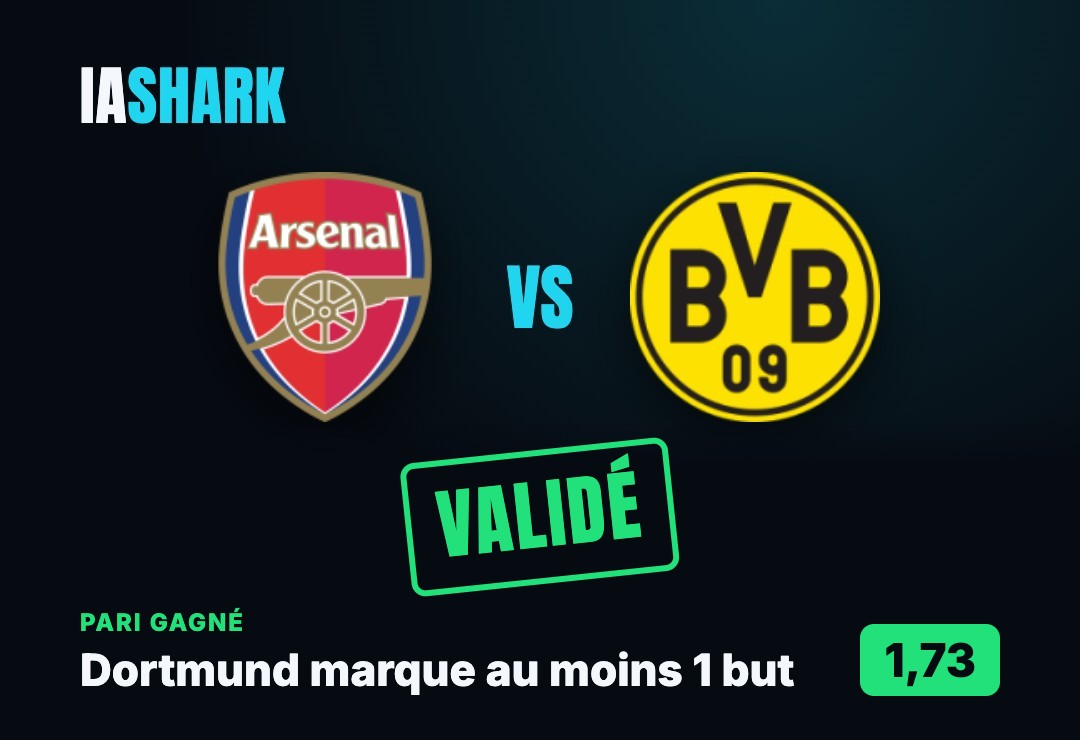 IASHARK
Arsenal
VS
BVB
09
VALIDÉ
PARI GAGNÉ
Dortmund marque au moins 1 but
1,73